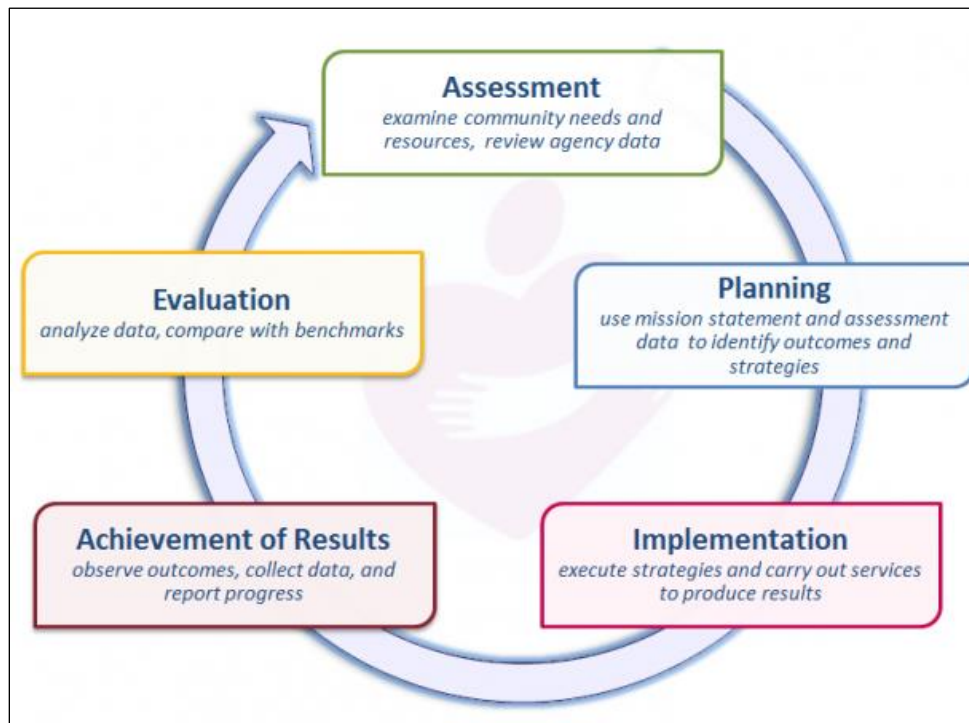 Assessment
examine community needs and
resources, review agency data
Planning
use mission statement and assessment
data to identify outcomes and
strategies
Implementation
execute strategies and carry out services
to produce results
Achievement of Results
observe outcomes, collect data, and
report progress
Evaluation
analyze data, compare with benchmarks